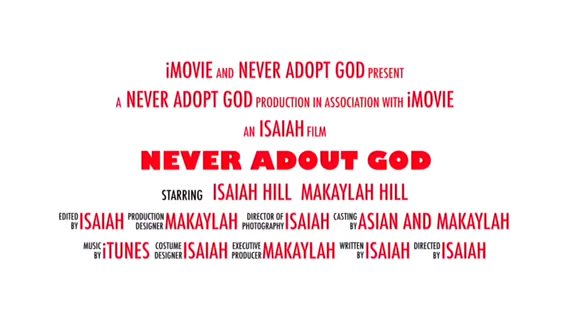 iMOVIE AND NEVER ADOPT GOD PRESENT
A NEVER ADOPT GOD PRODUCTION IN ASSOCIATION WITH iMOVIE
AN ISAIAH FILM
NEVER ADOUT GOD
STARRING ISAIAH HILL MAKAYLAH HILL
EDITED BY ISAIAH PRODUCTION DESIGNER MAKAYLAH DIRECTOR OF PHOTOGRAPHY ISAIAH CASTING BY ASIAN AND MAKAYLAH
MUSIC BY iTUNES COSTUME DESIGNER ISAIAH EXECUTIVE PRODUCER MAKAYLAH WRITTEN BY ISAIAH DIRECTED BY ISAIAH